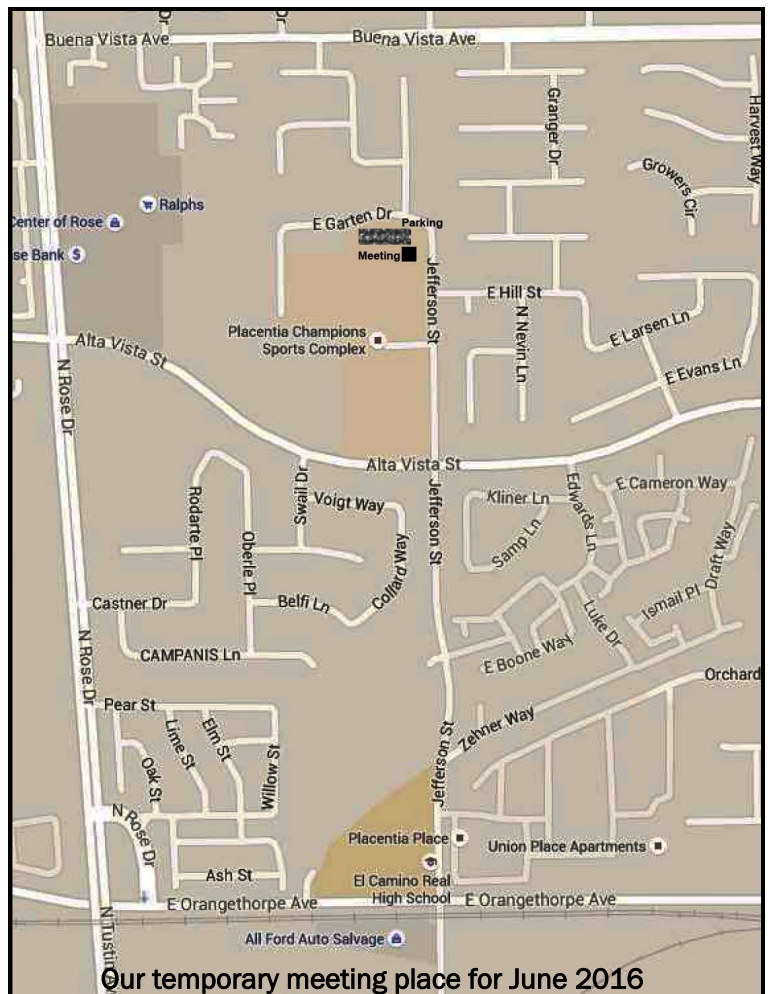 Dr
Dr
Buena Vista Ave
Buena Vista Ave
Granger Dr
Harvest Way
Growers Cir
Ralphs
Center of Rose
E Garten Dr
Parking
se Bank
Meeting
Jefferson St
E Hill St
N Nevin Ln
E Larsen Ln
Placentia Champions
Sports Complex
Alta Vista St
N Rose Dr
E Evans Ln
Alta Vista St
Rodarte Pl
Swail Dr
Voigt Way
Jefferson St
Kliner Ln
Edwards Ln
E Cameron Way
Samp Ln
Oberle Pl
Collard Way
Draft Way
Castner Dr
Belfi Ln
Luke Dr
Ismail Pl
N Rose Dr
CAMPANIS Ln
E Boone Way
Orchard
Pear St
Lime St
Elm St
Zehner Way
Jefferson St
Oak St
Willow St
N Rose Dr
Placentia Place
Union Place Apartments
Ash St
El Camino Real
High School
E Orangethorpe Ave
E Orangethorpe Ave
All Ford Auto Salvage
N Tustin A
Our temporary meeting place for June 2016